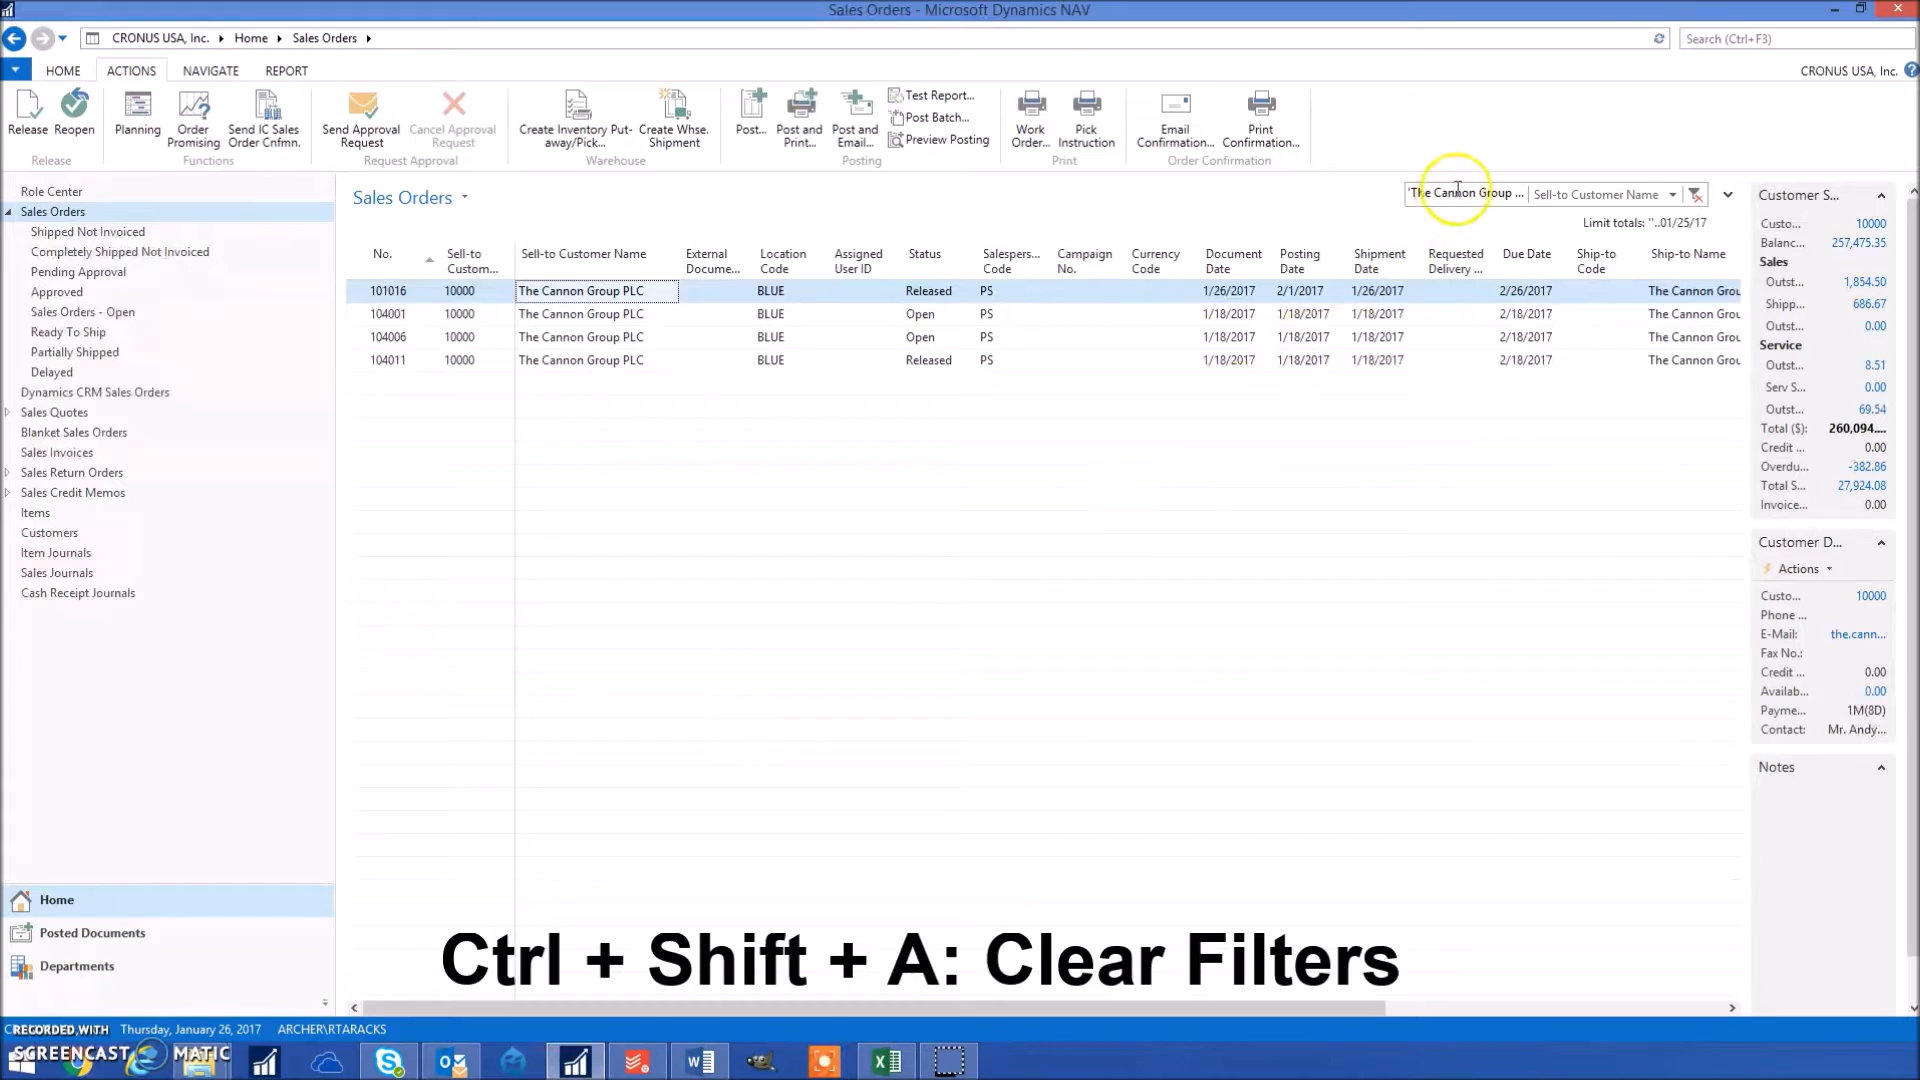 Sales Orders - Microsoft Dynamics NAV
CRONUS USA, Inc. Home Sales Orders
Search (Ctrl+F3)
HOME ACTIONS NAVIGATE REPORT
CRONUS USA, Inc.
Release Reopen Planning Order Promising Send IC Sales Order Cnfmn. Send Approval Request Cancel Approval Request Create Inventory Put-away/Pick... Create Whse. Shipment Post... Post and Print... Post and Email... Test Report... Post Batch... Preview Posting Work Order... Pick Instruction Email Confirmation... Print Confirmation...
Release Functions Request Approval Warehouse Posting Print Order Confirmation
Role Center
Sales Orders
Shipped Not Invoiced
Completely Shipped Not Invoiced
Pending Approval
Approved
Sales Orders - Open
Ready To Ship
Partially Shipped
Delayed
Dynamics CRM Sales Orders
Sales Quotes
Blanket Sales Orders
Sales Invoices
Sales Return Orders
Sales Credit Memos
Items
Customers
Item Journals
Sales Journals
Cash Receipt Journals
Home
Posted Documents
Departments
Sales Orders
'The Cannon Group ... Sell-to Customer Name
Limit totals: ''..01/25/17
No. Sell-to Custom... Sell-to Customer Name External Docume... Location Code Assigned User ID Status Salespers... Code Campaign No. Currency Code Document Date Posting Date Shipment Date Requested Delivery ... Due Date Ship-to Code Ship-to Name
101016 10000 The Cannon Group PLC BLUE Released PS 1/26/2017 2/1/2017 1/26/2017 2/26/2017 The Cannon Grou
104001 10000 The Cannon Group PLC BLUE Open PS 1/18/2017 1/18/2017 1/18/2017 2/18/2017 The Cannon Grou
104006 10000 The Cannon Group PLC BLUE Open PS 1/18/2017 1/18/2017 1/18/2017 2/18/2017 The Cannon Grou
104011 10000 The Cannon Group PLC BLUE Released PS 1/18/2017 1/18/2017 1/18/2017 2/18/2017 The Cannon Grou
Customer S...
Custo... 10000
Balanc... 257,475.35
Sales
Outst... 1,854.50
Shipp... 686.67
Outst... 0.00
Service
Outst... 8.51
Serv S... 0.00
Outst... 69.54
Total ($): 260,094....
Credit ... 0.00
Overdu... -382.86
Total S... 27,924.08
Invoice... 0.00
Customer D...
Actions
Custo... 10000
Phone ...
E-Mail: the.cann...
Fax No.:
Credit ... 0.00
Availab... 0.00
Payme... 1M(8D)
Contact: Mr. Andy...
Notes
Ctrl + Shift + A: Clear Filters
RECORDED WITH Thursday, January 26, 2017 ARCHER\RTARACKS
SCREENCAST MATIC